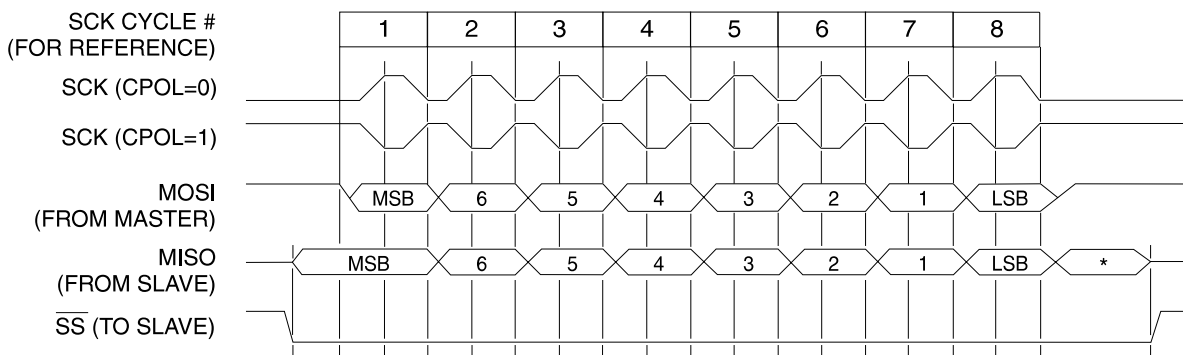 SCK CYCLE #
(FOR REFERENCE)
1 2 3 4 5 6 7 8
SCK (CPOL=0)
SCK (CPOL=1)
MOSI
(FROM MASTER)
MSB 6 5 4 3 2 1 LSB
MISO
(FROM SLAVE)
MSB 6 5 4 3 2 1 LSB *
SS (TO SLAVE)